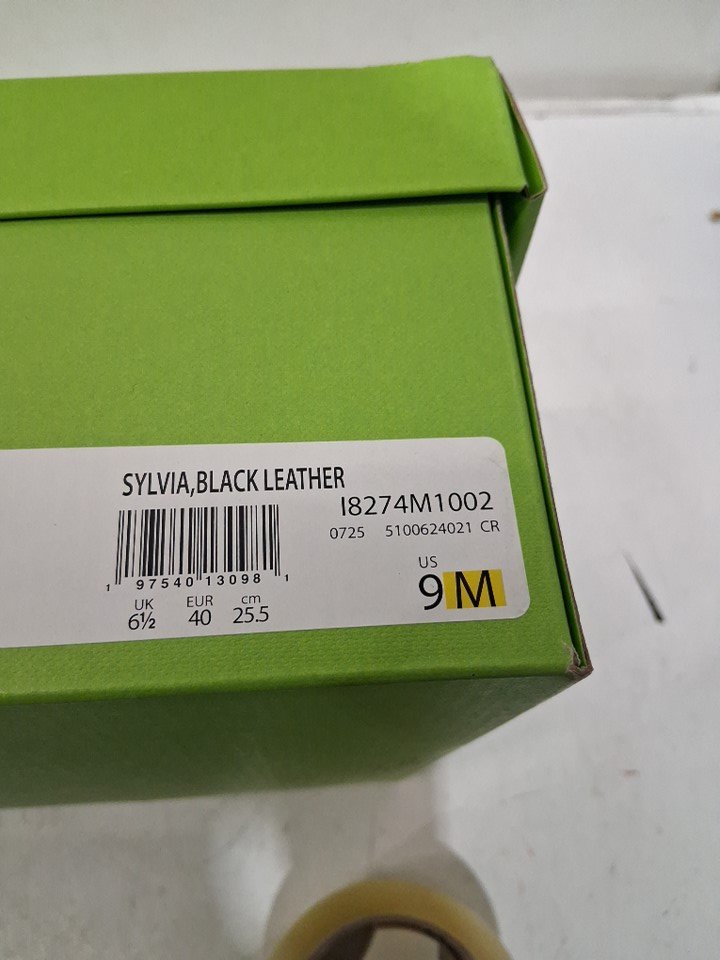 SYLVIA,BLACK LEATHER
I8274M1002
0725 5100624021 CR
1 97540 13098 1
US
9 M
UK EUR cm
6½ 40 25.5